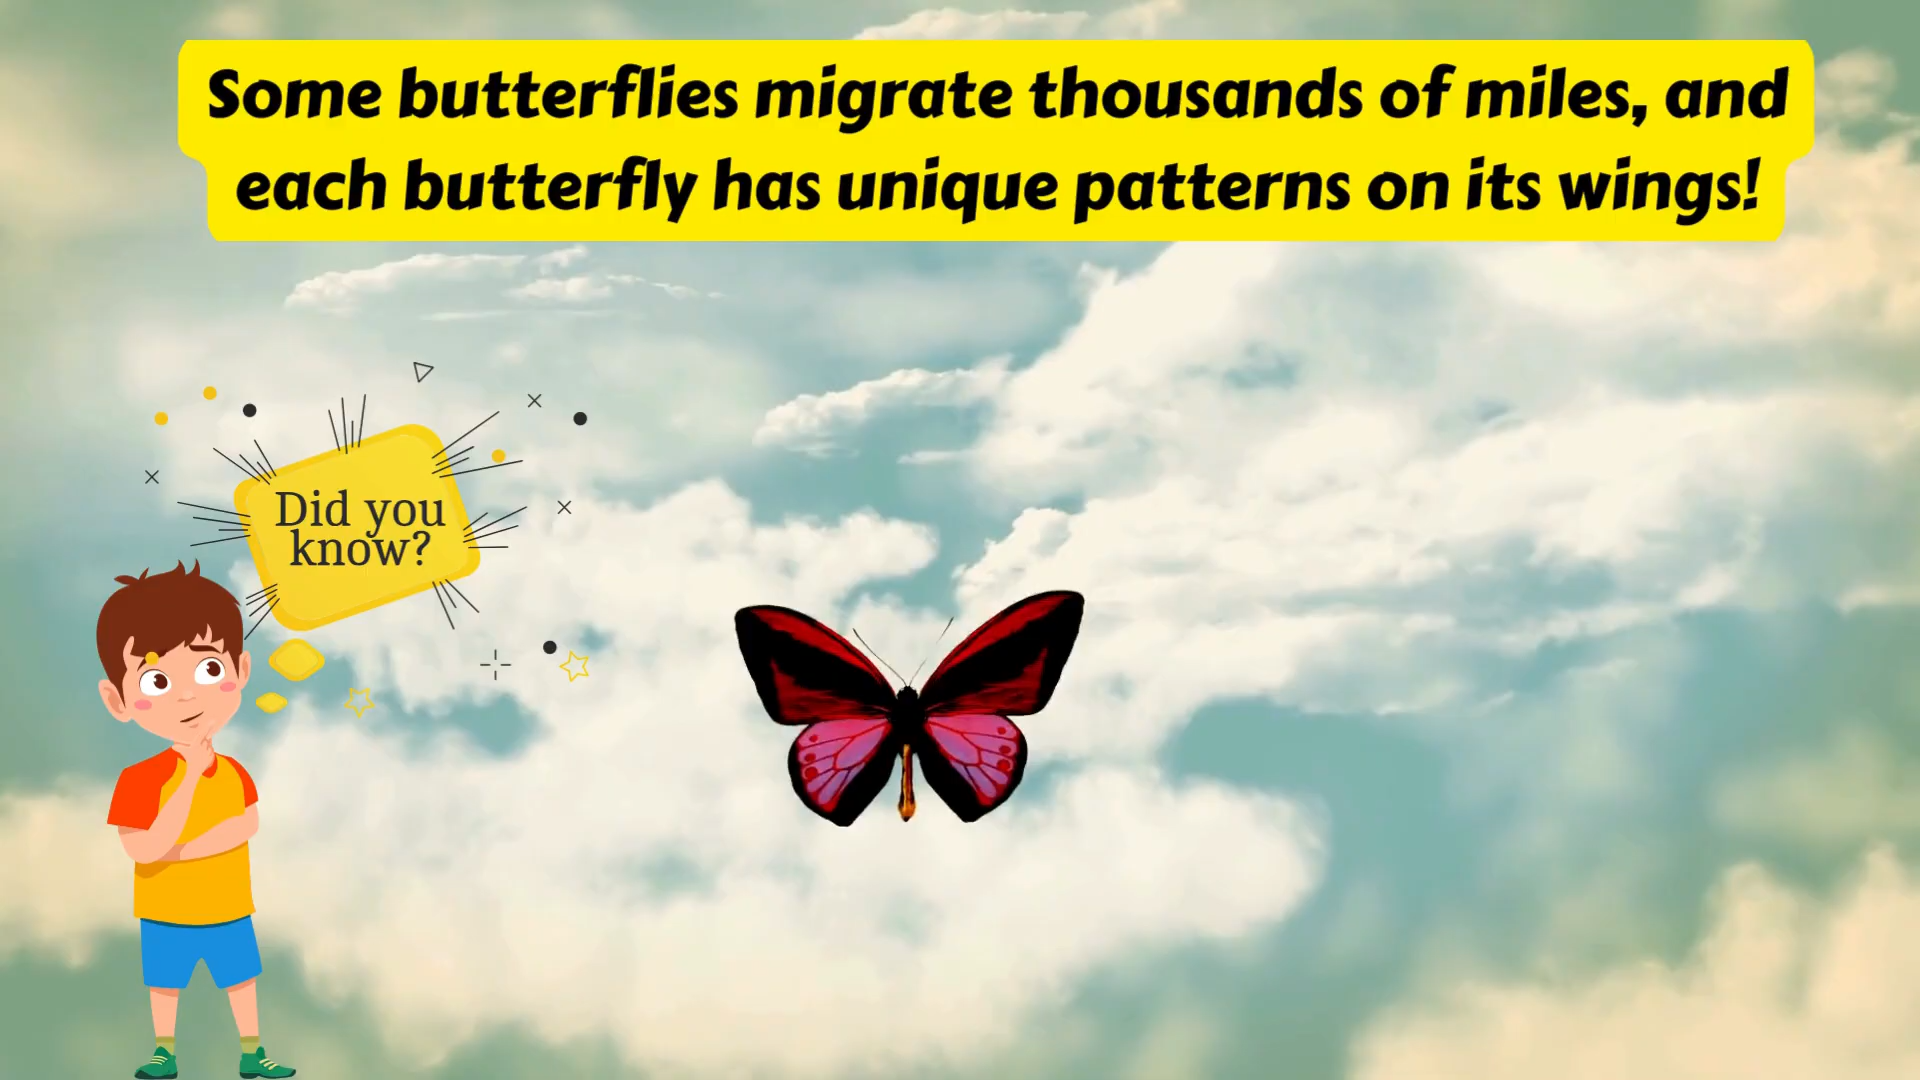 Some butterflies migrate thousands of miles, and
each butterfly has unique patterns on its wings!
Did you
know?